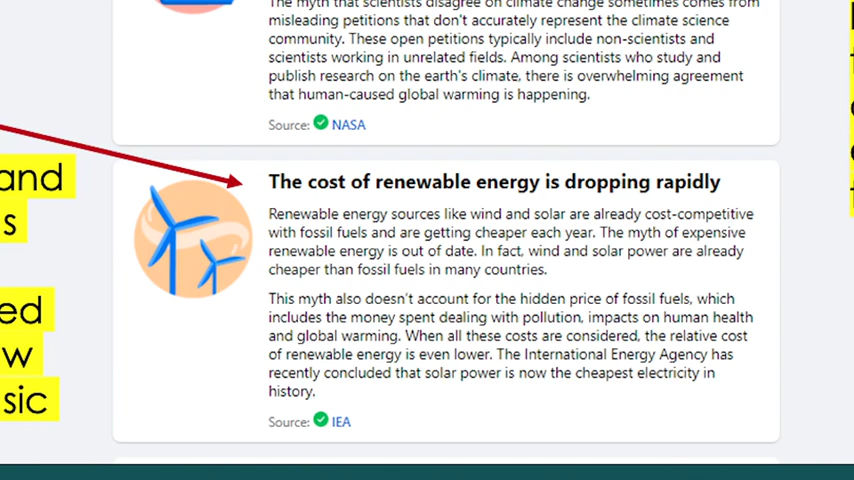 The myth that scientists disagree on climate change sometimes comes from
misleading petitions that don't accurately represent the climate science
community. These open petitions typically include non-scientists and
scientists working in unrelated fields. Among scientists who study and
publish research on the earth's climate, there is overwhelming agreement
that human-caused global warming is happening.
Source: NASA
The cost of renewable energy is dropping rapidly
Renewable energy sources like wind and solar are already cost-competitive
with fossil fuels and are getting cheaper each year. The myth of expensive
renewable energy is out of date. In fact, wind and solar power are already
cheaper than fossil fuels in many countries.
This myth also doesn't account for the hidden price of fossil fuels, which
includes the money spent dealing with pollution, impacts on human health
and global warming. When all these costs are considered, the relative cost
of renewable energy is even lower. The International Energy Agency has
recently concluded that solar power is now the cheapest electricity in
history.
Source: IEA
and
s
ed
w
sic